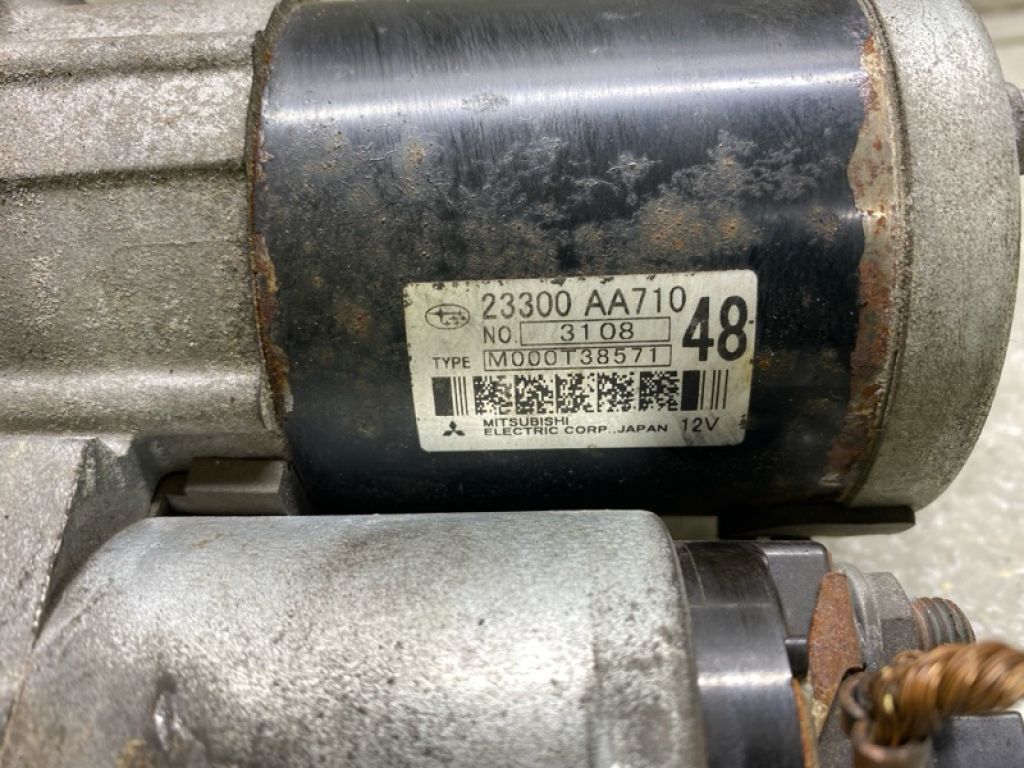 23300 AA710
NO. 3108
48
TYPE M000T38571
MITSUBISHI
ELECTRIC CORP., JAPAN 12V